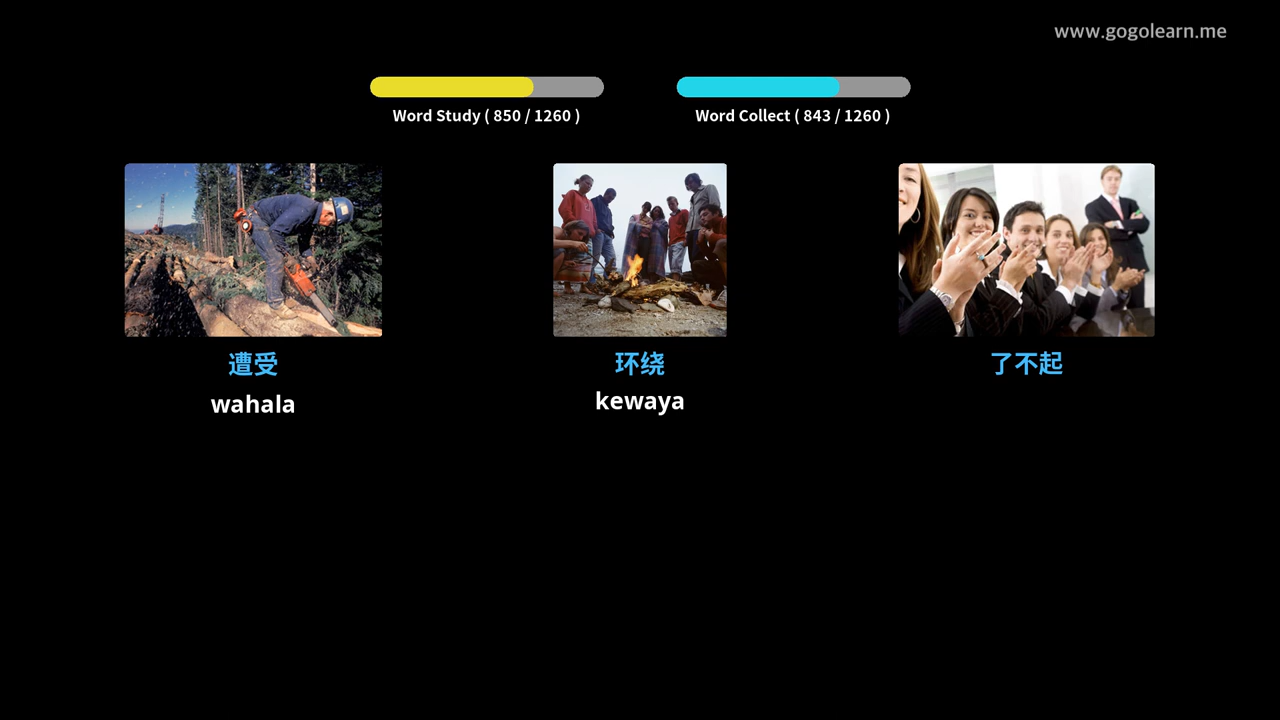 www.gogolearn.me
Word Study ( 850 / 1260 )
Word Collect ( 843 / 1260 )
遭受
环绕
了不起
wahala
kewaya